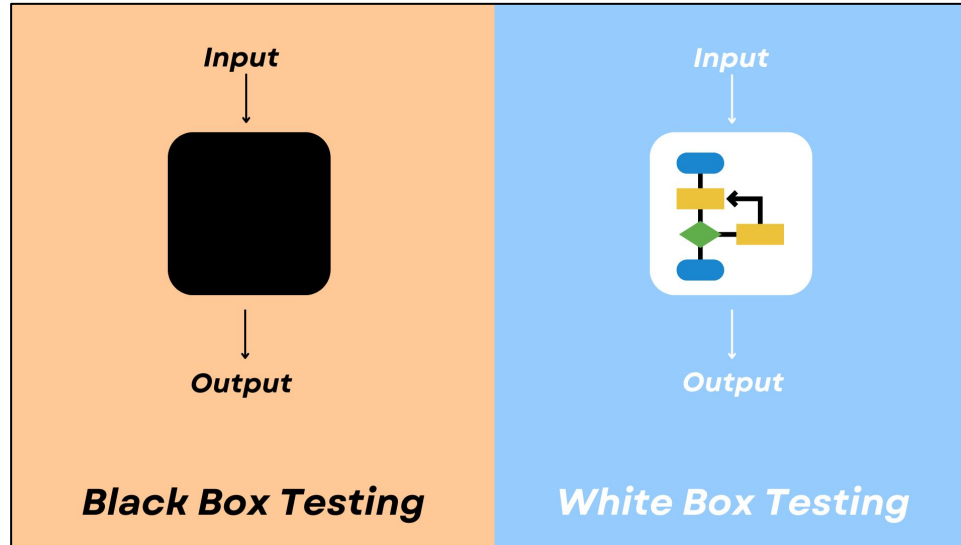 Input
Output
Black Box Testing
Input
Output
White Box Testing